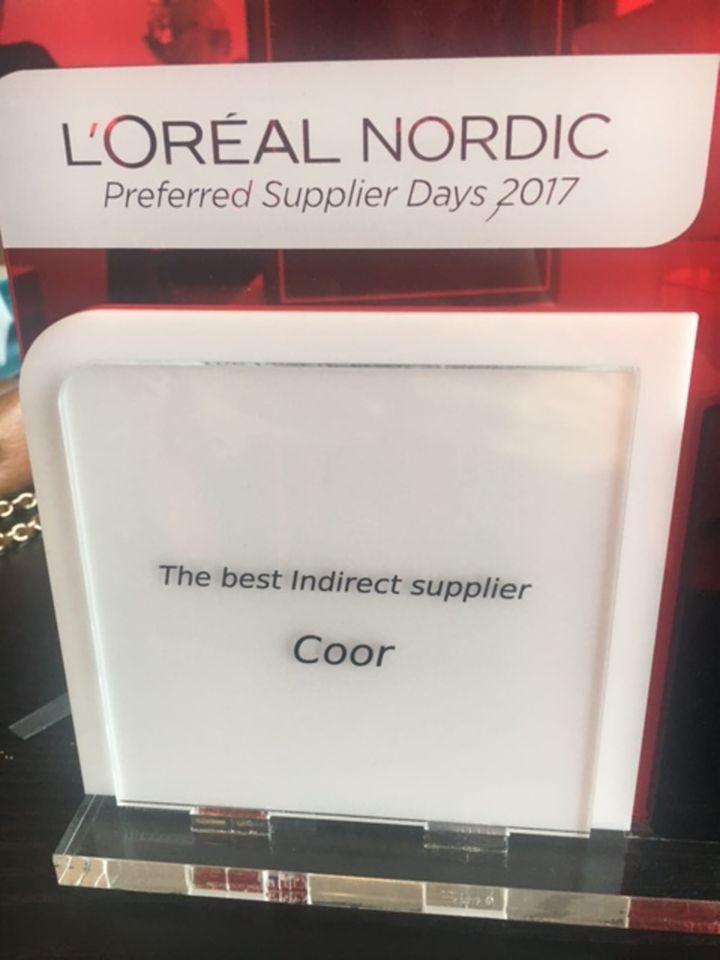 L'ORÉAL NORDIC
Preferred Supplier Days 2017
The best Indirect supplier
Coor